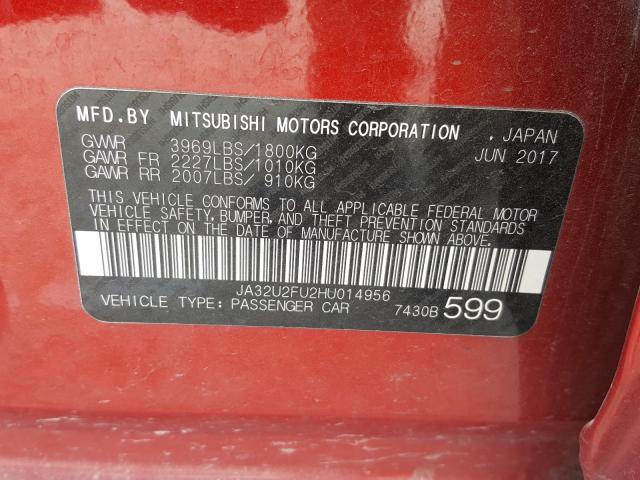 MFD.BY MITSUBISHI MOTORS CORPORATION . JAPAN
GVWR 3969LBS/1800KG JUN 2017
GAWR FR 2227LBS/1010KG
GAWR RR 2007LBS/ 910KG
THIS VEHICLE CONFORMS TO ALL APPLICABLE FEDERAL MOTOR
VEHICLE SAFETY, BUMPER, AND THEFT PREVENTION STANDARDS
IN EFFECT ON THE DATE OF MANUFACTURE SHOWN ABOVE.
JA32U2FU2HU014956
VEHICLE TYPE: PASSENGER CAR 7430B 599